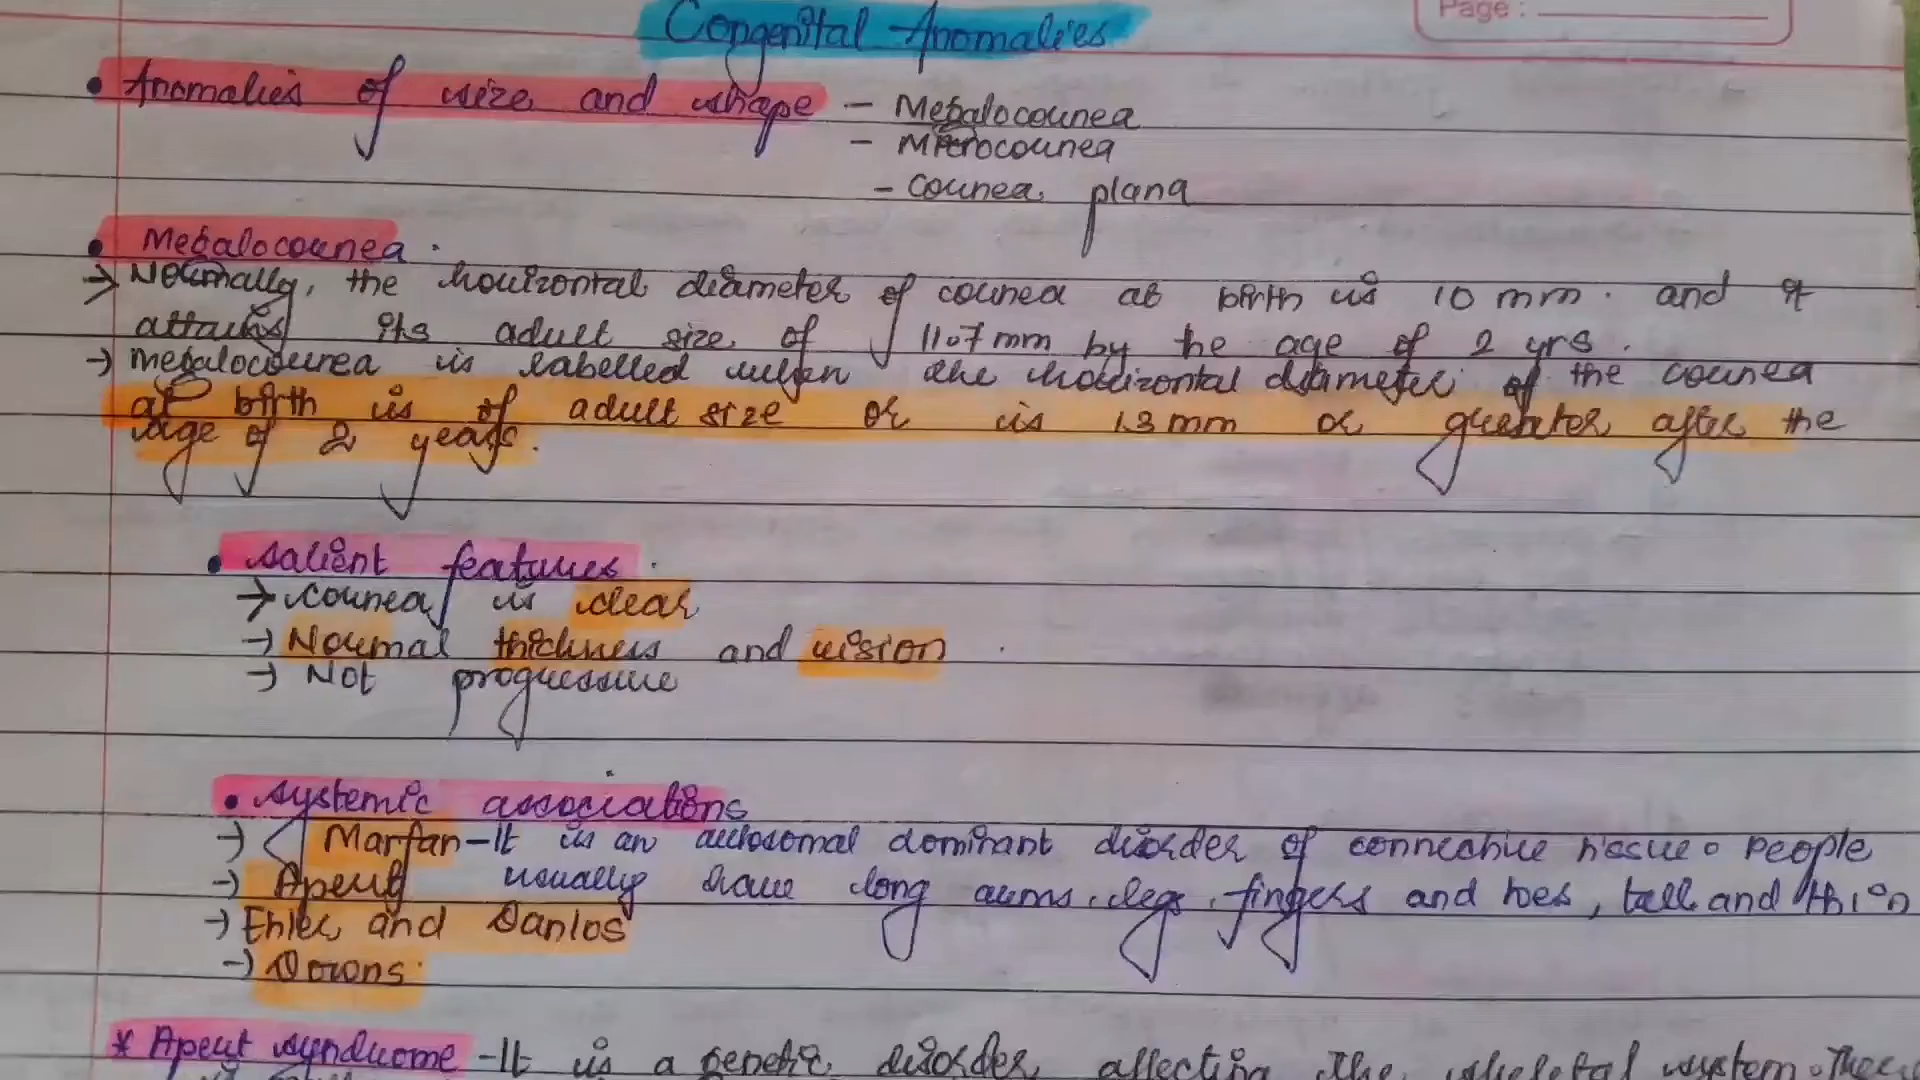 Page :
Congenital Anomalies
• Anomalies of size and shape – Megalocornea
– Microcornea
– cornea plana
• Megalocornea.
→ Normally, the horizontal diameter of cornea at birth is 10 mm. and it
attains its adult size of 11.7 mm by the age of 2 yrs.
→ megalocornea is labelled when the horizontal diameter of the cornea
at birth is of adult size or is 13 mm or greater after the
age of 2 years.
• salient features.
→ cornea is clear
→ Normal thickness and vision.
→ Not progressive
• systemic associations
→ Marfan – It is an autosomal dominant disorder of connective tissue. People
→ Apert usually have long arms, legs, fingers and toes, tall and thin
→ Ehler and Danlos
→ Downs.
* Apert syndrome – It is a genetic disorder affecting the skeletal system. There